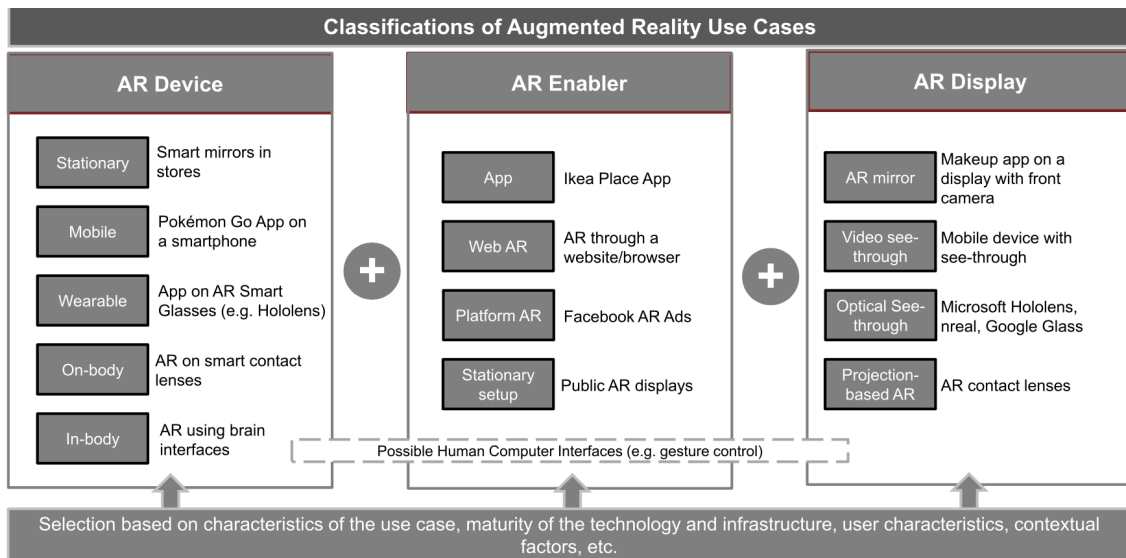 Classifications of Augmented Reality Use Cases
AR Device
Stationary
Smart mirrors in
stores
Mobile
Pokémon Go App on
a smartphone
Wearable
App on AR Smart
Glasses (e.g. Hololens)
On-body
AR on smart contact
lenses
In-body
AR using brain
interfaces
+
AR Enabler
App
Ikea Place App
Web AR
AR through a
website/browser
Platform AR
Facebook AR Ads
Stationary
setup
Public AR displays
+
AR Display
AR mirror
Makeup app on a
display with front
camera
Video see-
through
Mobile device with
see-through
Optical See-
through
Microsoft Hololens,
nreal, Google Glass
Projection-
based AR
AR contact lenses
Possible Human Computer Interfaces (e.g. gesture control)
Selection based on characteristics of the use case, maturity of the technology and infrastructure, user characteristics, contextual
factors, etc.